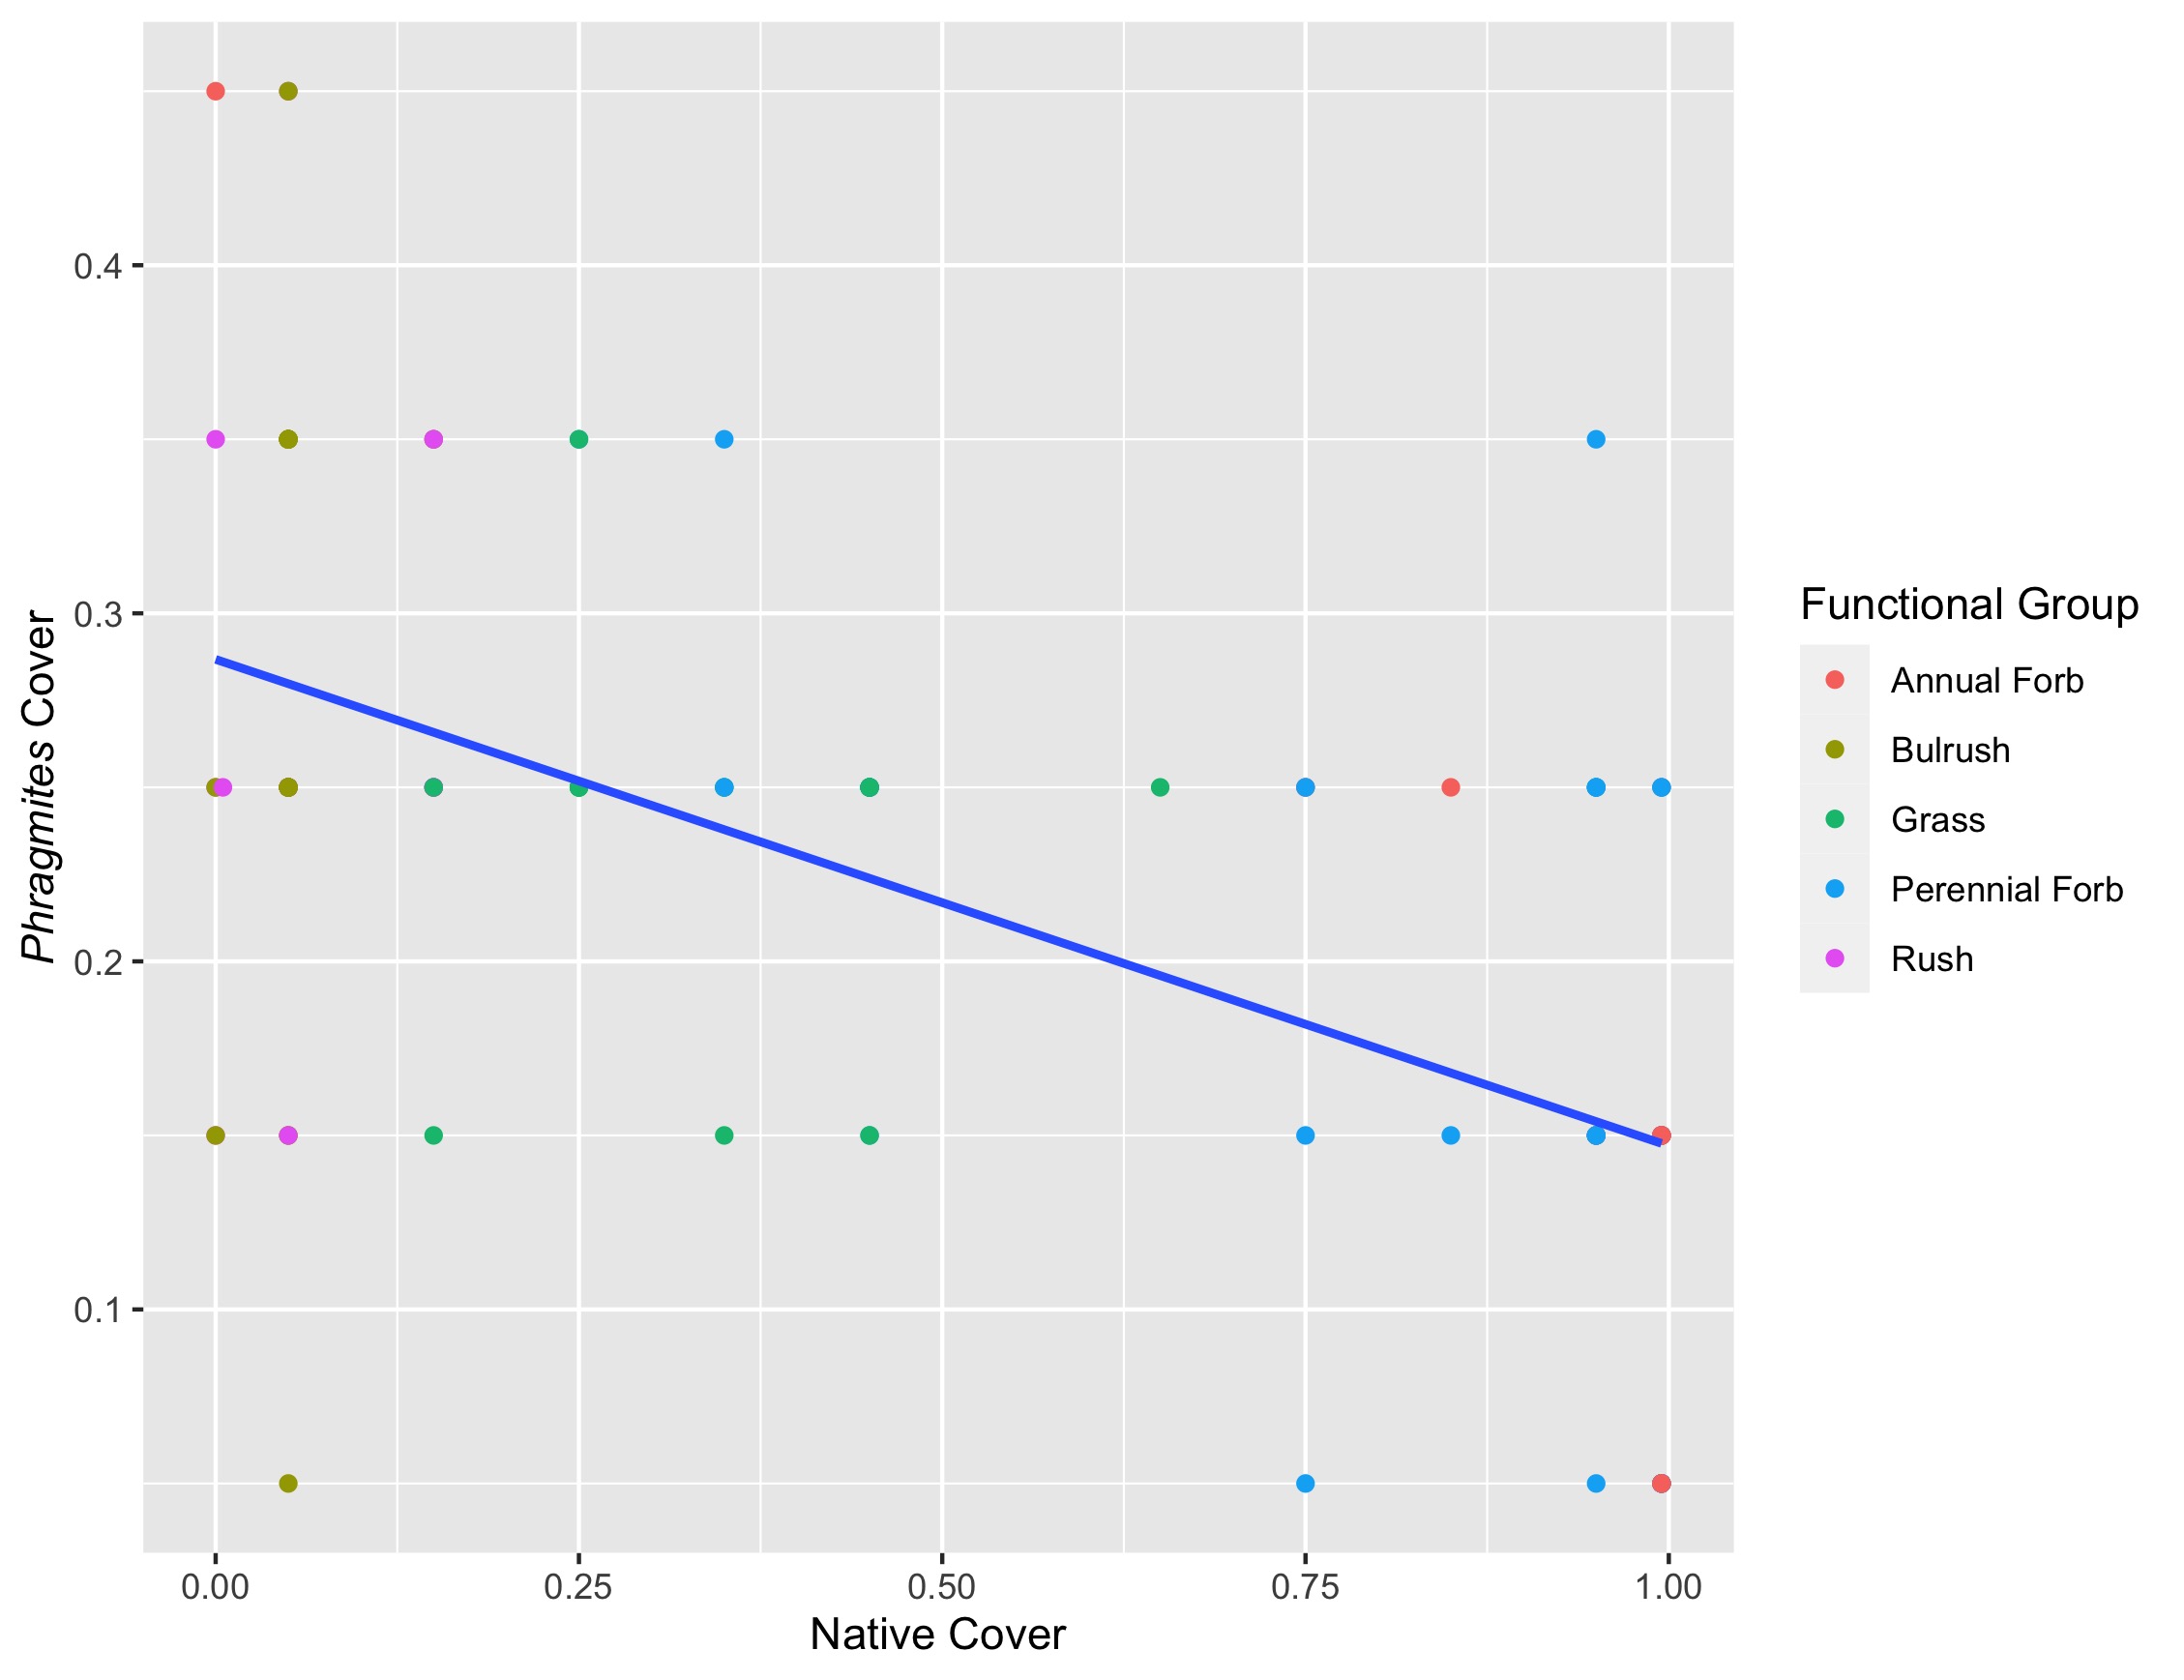 Phragmites Cover
0.4
0.3
0.2
0.1
0.00 0.25 0.50 0.75 1.00
Native Cover
Functional Group
Annual Forb
Bulrush
Grass
Perennial Forb
Rush